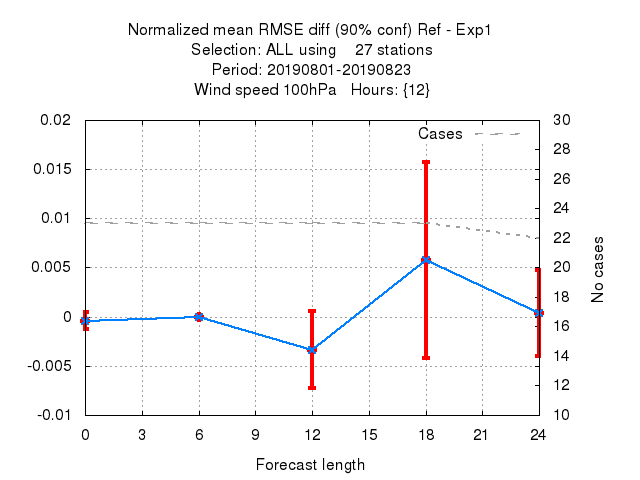 Normalized mean RMSE diff (90% conf) Ref - Exp1
Selection: ALL using    27 stations
Period: 20190801-20190823
Wind speed 100hPa   Hours: {12}
Cases
0.02
0.015
0.01
0.005
0
-0.005
-0.01
30
28
26
24
22
20
18
16
14
12
10
No cases
0 3 6 9 12 15 18 21 24
Forecast length